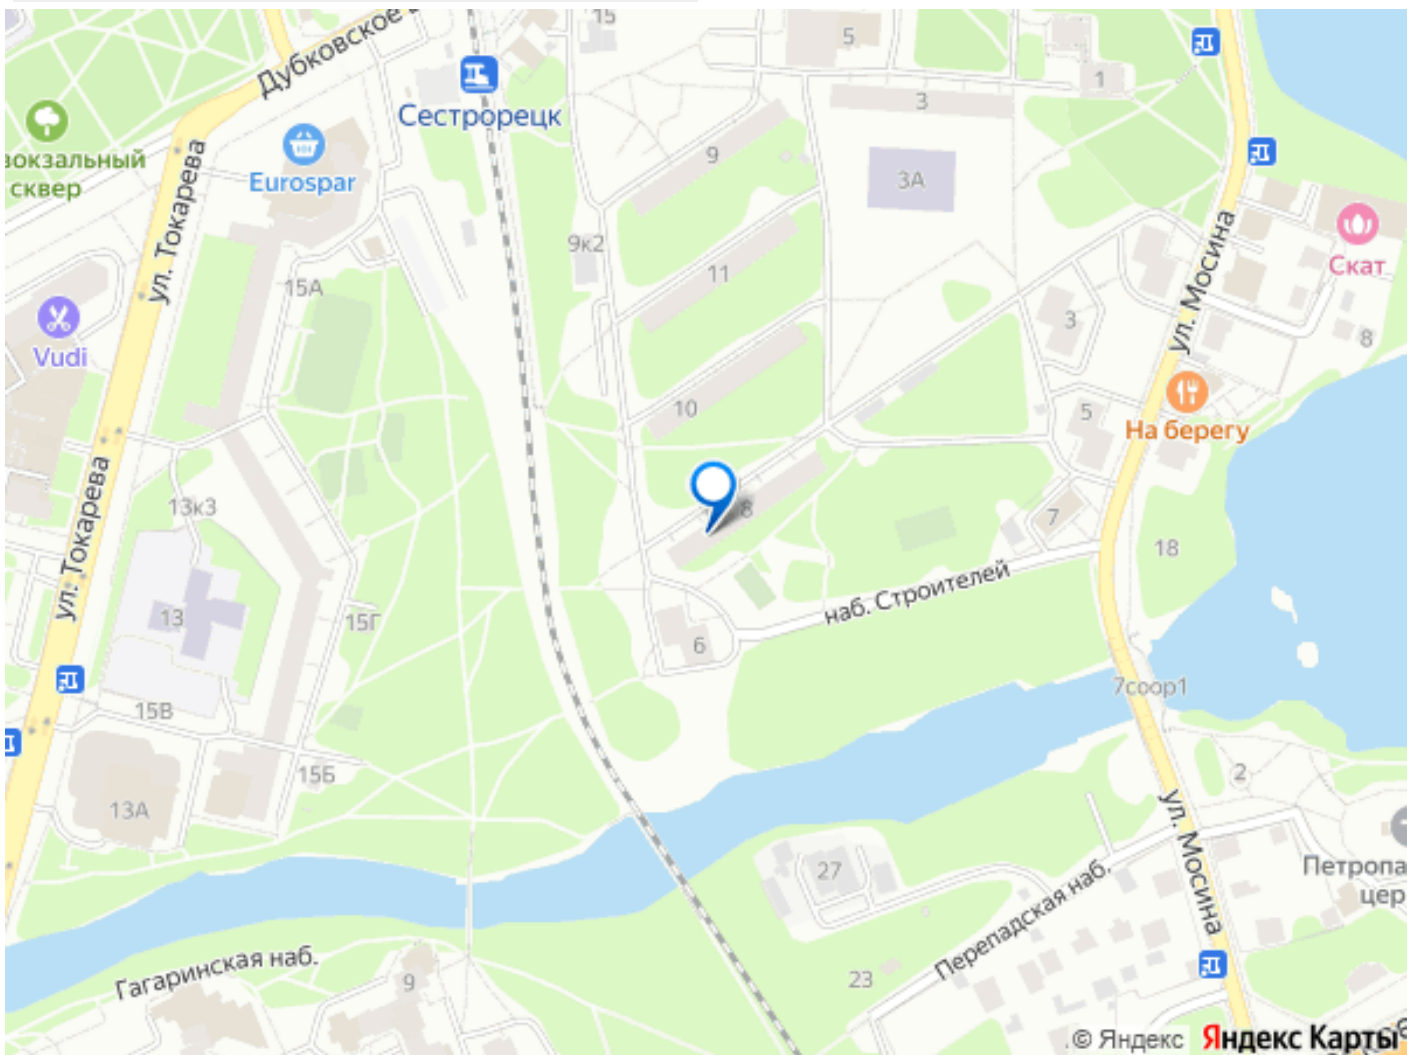 15
5
Дубковское
1
Сестрорецк
3
вокзальный
сквер
Eurospar
9
3А
ул. Токарева
9к2
11
Скат
ул. Мосина
15А
3
8
Vudi
10
5
На берегу
13к3
8
7
18
ул. Токарева
наб. Строителей
13
15Г
6
7соор1
15В
15Б
2
13А
ул. Мосина
27
Петропа
цер
Перепадская наб.
Гагаринская наб.
9
23
© Яндекс Яндекс Карты